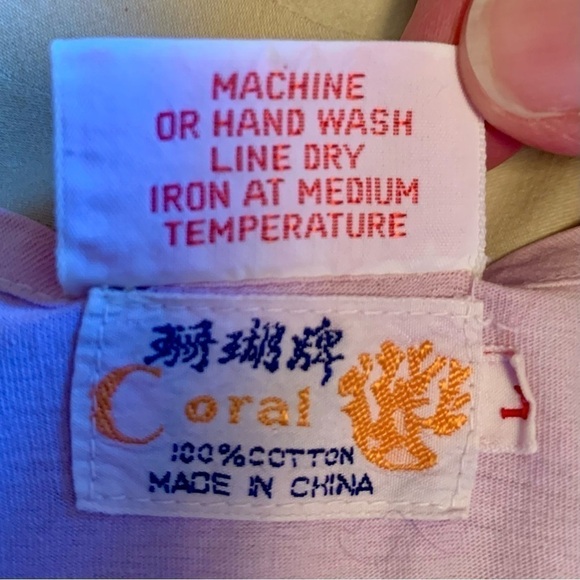 MACHINE
OR HAND WASH
LINE DRY
IRON AT MEDIUM
TEMPERATURE
珊瑚牌
Coral
100%COTTON
MADE IN CHINA
L